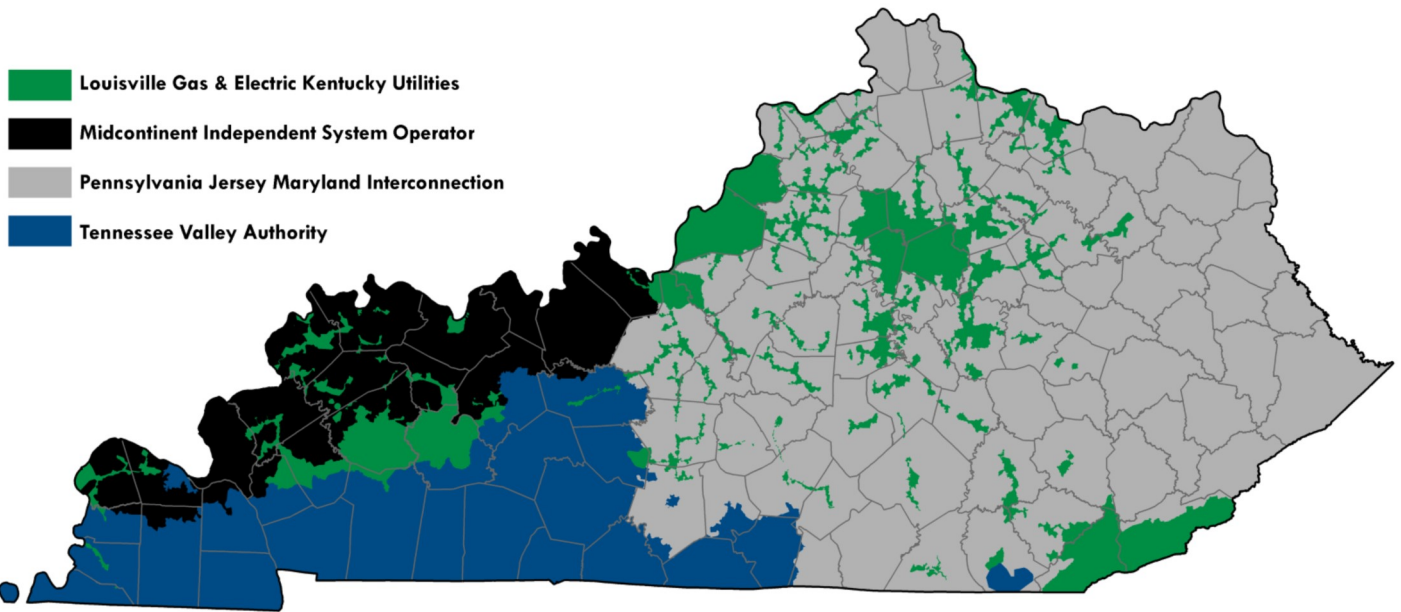 Louisville Gas & Electric Kentucky Utilities
Midcontinent Independent System Operator
Pennsylvania Jersey Maryland Interconnection
Tennessee Valley Authority